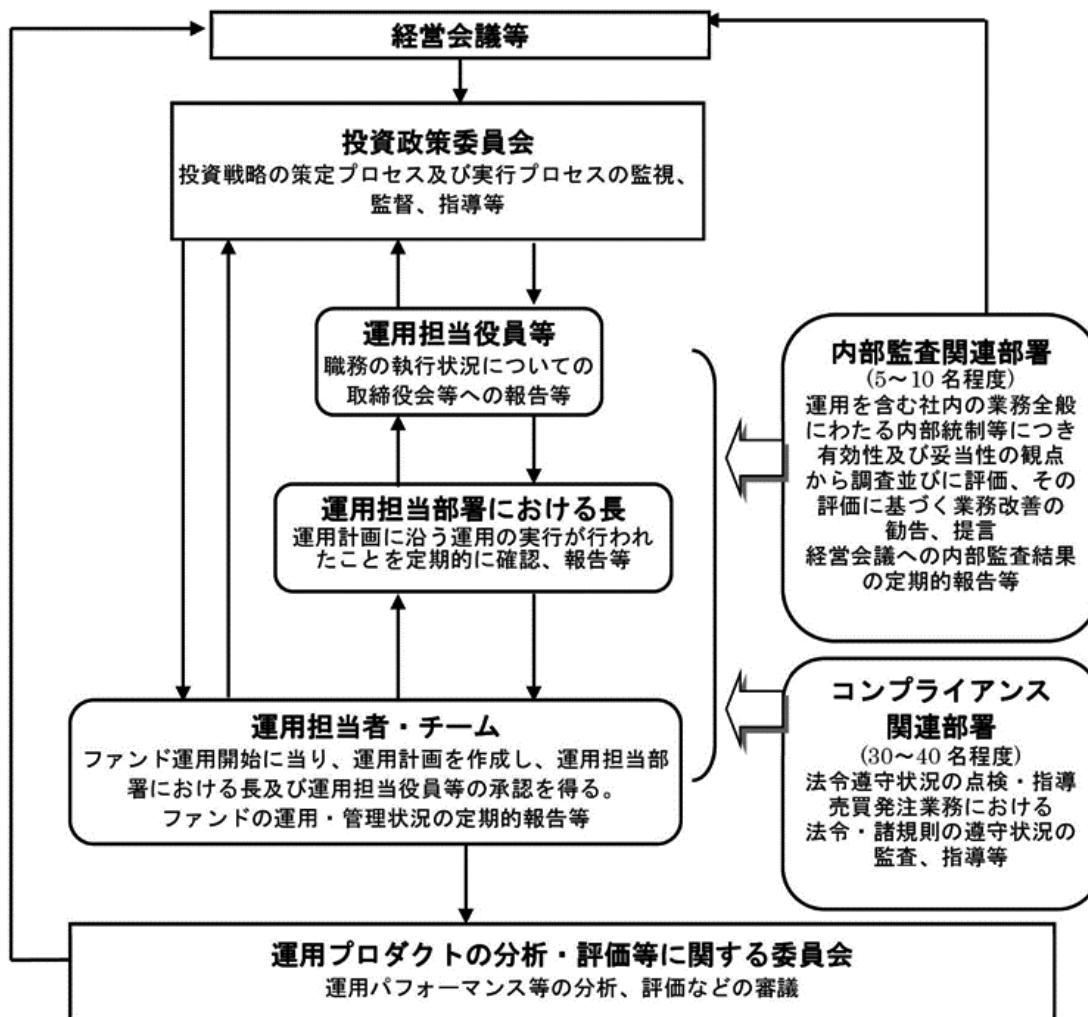 経営会議等
投資政策委員会
投資戦略の策定プロセス及び実行プロセスの監視、
監督、指導等
運用担当役員等
職務の執行状況についての
取締役会等への報告等
運用担当部署における長
運用計画に沿う運用の実行が行われ
たことを定期的に確認、報告等
運用担当者・チーム
ファンド運用開始に当り、運用計画を作成し、運用担当部
署における長及び運用担当役員等の承認を得る。
ファンドの運用・管理状況の定期的報告等
内部監査関連部署
(5～10 名程度)
運用を含む社内の業務全般
にわたる内部統制等につき
有効性及び妥当性の観点
から調査並びに評価、その
評価に基づく業務改善の
勧告、提言
経営会議への内部監査結果
の定期的報告等
コンプライアンス
関連部署
(30～40 名程度)
法令遵守状況の点検・指導
売買発注業務における
法令・諸規則の遵守状況の
監査、指導等
運用プロダクトの分析・評価等に関する委員会
運用パフォーマンス等の分析、評価などの審議